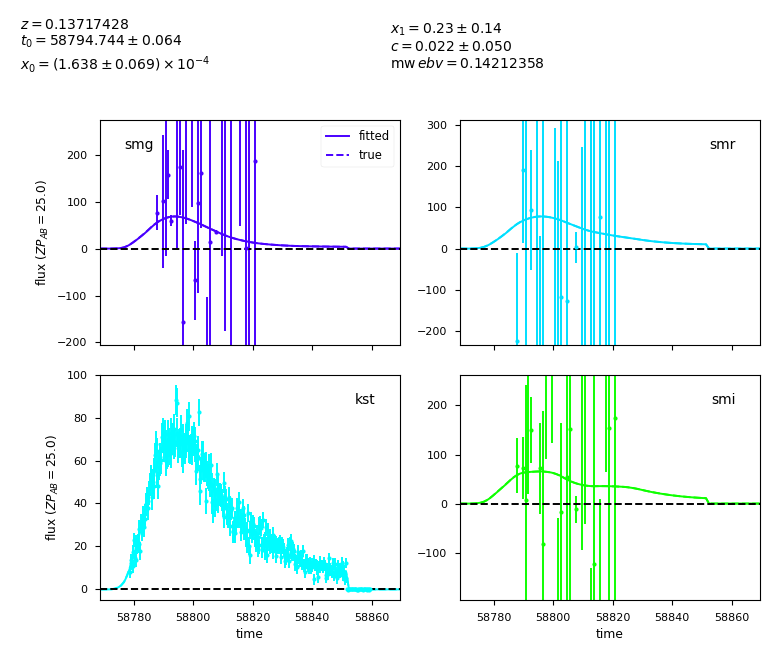 z = 0.13717428
t₀ = 58794.744 ± 0.064
x₀ = (1.638 ± 0.069) × 10⁻⁴
x₁ = 0.23 ± 0.14
c = 0.022 ± 0.050
mw ebv = 0.14212358
smg
fitted
true
200
100
0
−100
−200
flux (ZP_AB = 25.0)
smr
300
200
100
0
−100
−200
kst
100
80
60
40
20
0
flux (ZP_AB = 25.0)
58780 58800 58820 58840 58860
time
smi
200
100
0
−100
58780 58800 58820 58840 58860
time